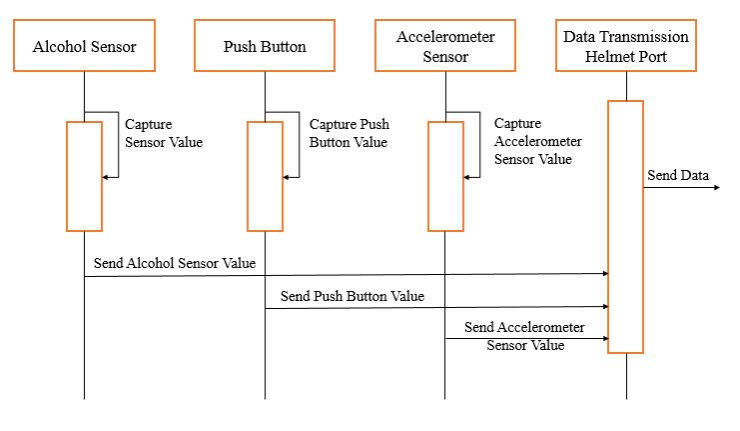 Alcohol Sensor
Push Button
Accelerometer
Sensor
Data Transmission
Helmet Port
Capture
Sensor Value
Capture Push
Button Value
Capture
Accelerometer
Sensor Value
Send Data
Send Alcohol Sensor Value
Send Push Button Value
Send Accelerometer
Sensor Value